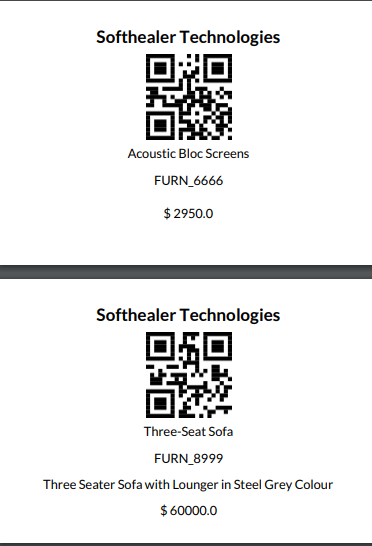 Softhealer Technologies
Acoustic Bloc Screens
FURN_6666
$ 2950.0
Softhealer Technologies
Three-Seat Sofa
FURN_8999
Three Seater Sofa with Lounger in Steel Grey Colour
$ 60000.0